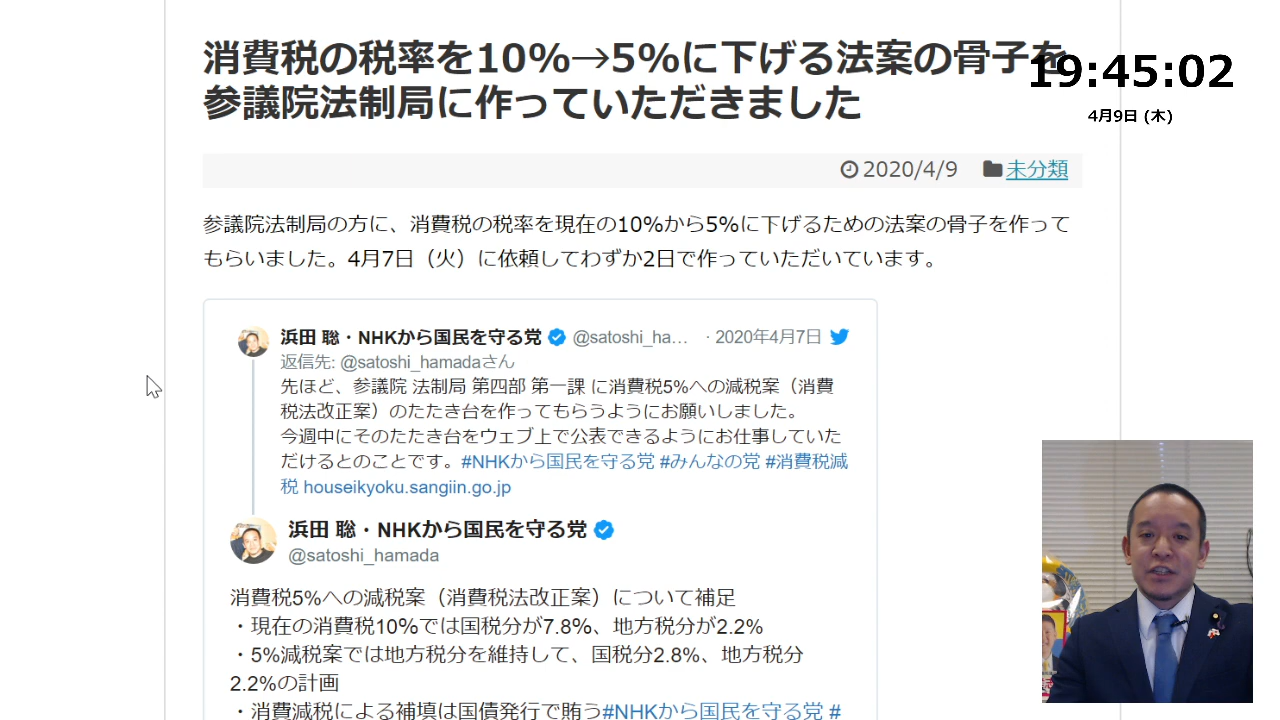 消費税の税率を10%→5%に下げる法案の骨子を
参議院法制局に作っていただきました
19:45:02
4月9日 (木)
2020/4/9 未分類
参議院法制局の方に、消費税の税率を現在の10%から5%に下げるための法案の骨子を作って
もらいました。4月7日（火）に依頼してわずか2日で作っていただいています。
浜田 聡・NHKから国民を守る党 @satoshi_ha… · 2020年4月7日
返信先: @satoshi_hamadaさん
先ほど、参議院 法制局 第四部 第一課 に消費税5%への減税案（消費
税法改正案）のたたき台を作ってもらうようにお願いしました。
今週中にそのたたき台をウェブ上で公表できるようにお仕事していた
だけるとのことです。#NHKから国民を守る党 #みんなの党 #消費税減
税 houseikyoku.sangiin.go.jp
浜田 聡・NHKから国民を守る党
@satoshi_hamada
消費税5%への減税案（消費税法改正案）について補足
・現在の消費税10%では国税分が7.8%、地方税分が2.2%
・5%減税案では地方税分を維持して、国税分2.8%、地方税分
2.2%の計画
・消費減税による補填は国債発行で賄う#NHKから国民を守る党 #